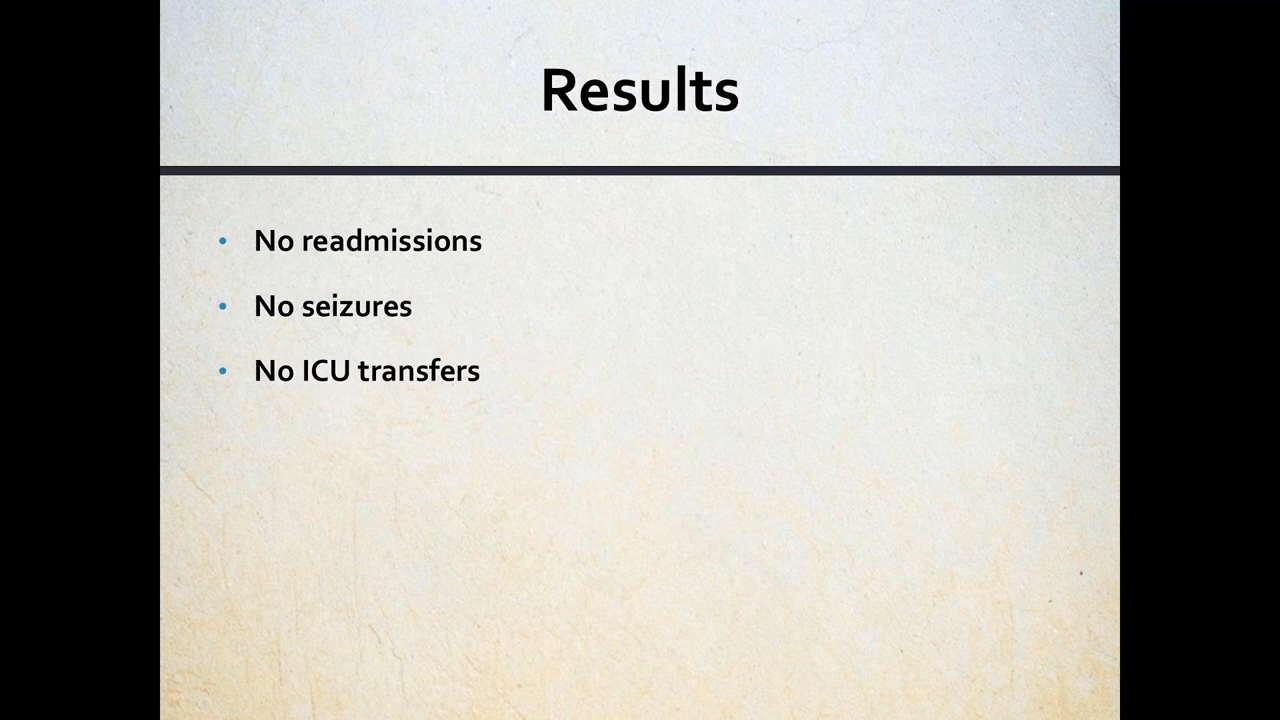 Results
• No readmissions
• No seizures
• No ICU transfers